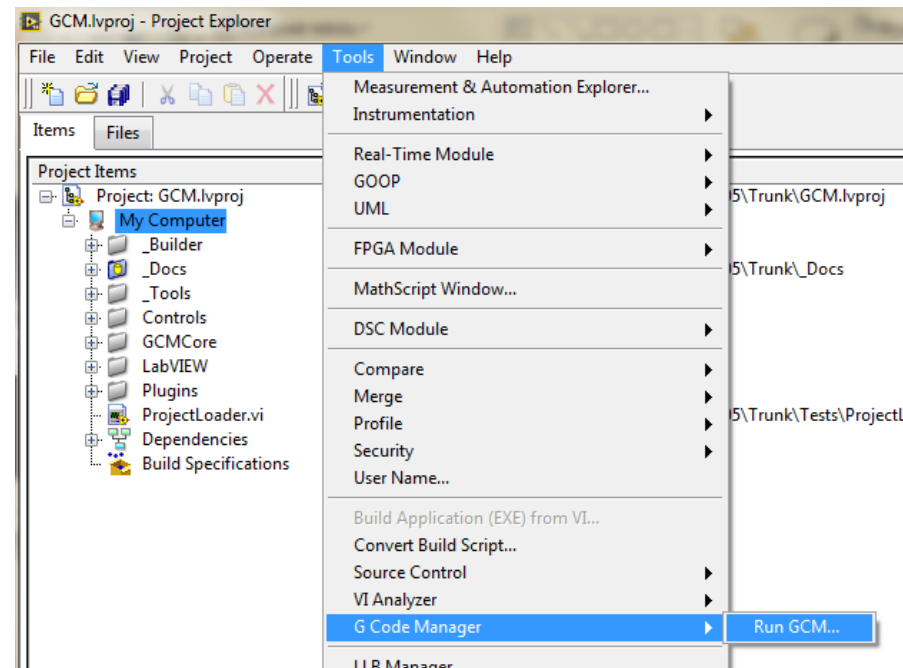 GCM.lvproj - Project Explorer
File Edit View Project Operate Tools Window Help
Items Files
Project Items
Project: GCM.lvproj
My Computer
_Builder
_Docs
_Tools
Controls
GCMCore
LabVIEW
Plugins
ProjectLoader.vi
Dependencies
Build Specifications
Measurement & Automation Explorer...
Instrumentation
Real-Time Module
GOOP
UML
FPGA Module
MathScript Window...
DSC Module
Compare
Merge
Profile
Security
User Name...
Build Application (EXE) from VI...
Convert Build Script...
Source Control
VI Analyzer
G Code Manager
Run GCM...
LLB Manager
5\Trunk\GCM.lvproj
5\Trunk\_Docs
5\Trunk\Tests\ProjectL